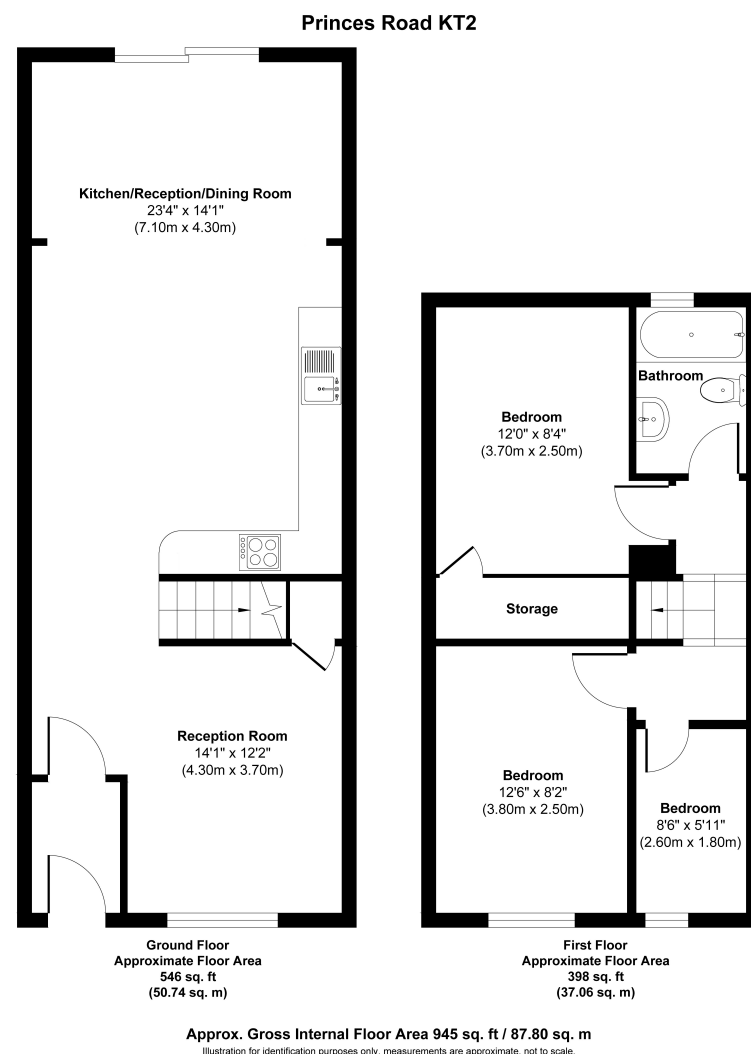 Princes Road KT2
Kitchen/Reception/Dining Room
23'4" x 14'1"
(7.10m x 4.30m)
Reception Room
14'1" x 12'2"
(4.30m x 3.70m)
Ground Floor
Approximate Floor Area
546 sq. ft
(50.74 sq. m)
Bathroom
Bedroom
12'0" x 8'4"
(3.70m x 2.50m)
Storage
Bedroom
12'6" x 8'2"
(3.80m x 2.50m)
Bedroom
8'6" x 5'11"
(2.60m x 1.80m)
First Floor
Approximate Floor Area
398 sq. ft
(37.06 sq. m)
Approx. Gross Internal Floor Area 945 sq. ft / 87.80 sq. m
Illustration for identification purposes only, measurements are approximate, not to scale.